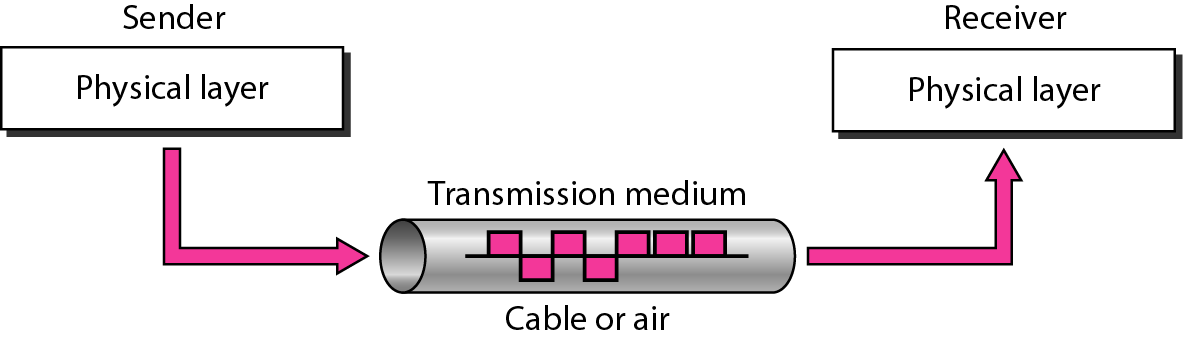 Sender
Receiver
Physical layer
Physical layer
Transmission medium
Cable or air